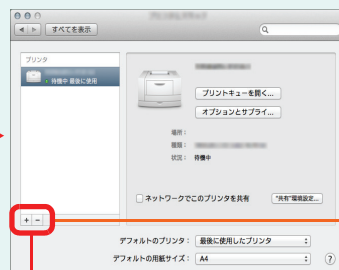 すべてを表示
プリンタ
待機中 最後に使用
プリントキューを開く...
オプションとサプライ...
場所：
種類：
状況： 待機中
ネットワークでこのプリンタを共有
"共有"環境設定...
+ −
デフォルトのプリンタ： 最後に使用したプリンタ
デフォルトの用紙サイズ： A4
?